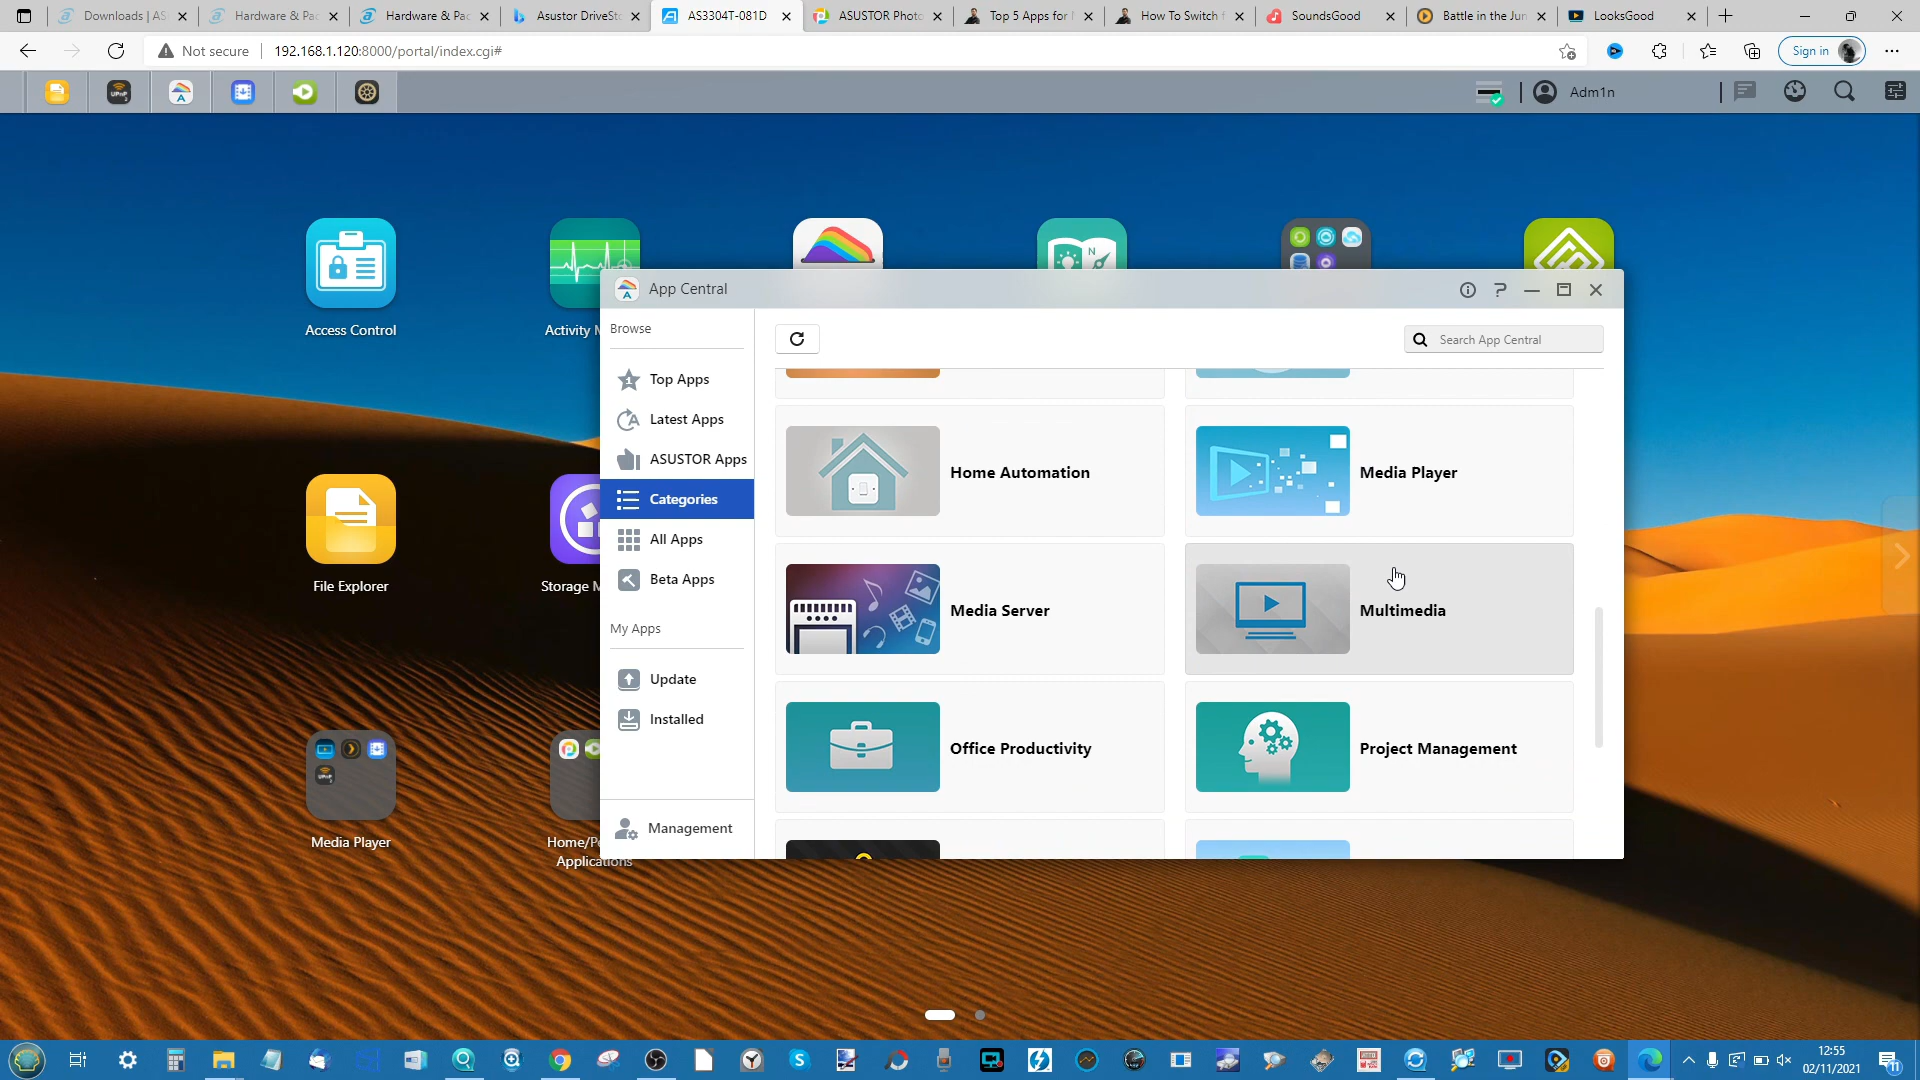 Downloads | AS
Hardware & Pac
Hardware & Pac
Asustor DriveSto
AS3304T-081D
ASUSTOR Photo
Top 5 Apps for
How To Switch f
SoundsGood
Battle in the Jun
LooksGood
Not secure
192.168.1.120:8000/portal/index.cgi#
Sign in
Adm1n
App Central
Access Control
Activity M
Browse
Search App Central
Top Apps
Latest Apps
ASUSTOR Apps
Categories
Home Automation
Media Player
All Apps
Beta Apps
File Explorer
Storage M
Media Server
Multimedia
My Apps
Update
Installed
Office Productivity
Project Management
Management
Media Player
Home/Pe
Applications
12:55
02/11/2021
11